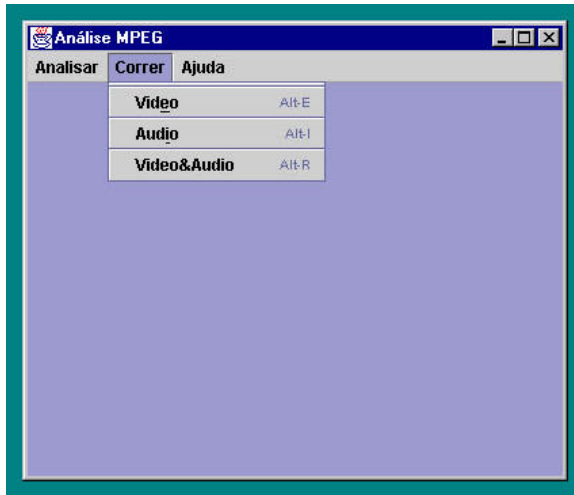 Análise MPEG
Analisar Correr Ajuda
Video Alt-E
Audio Alt-I
Video&Audio Alt-R